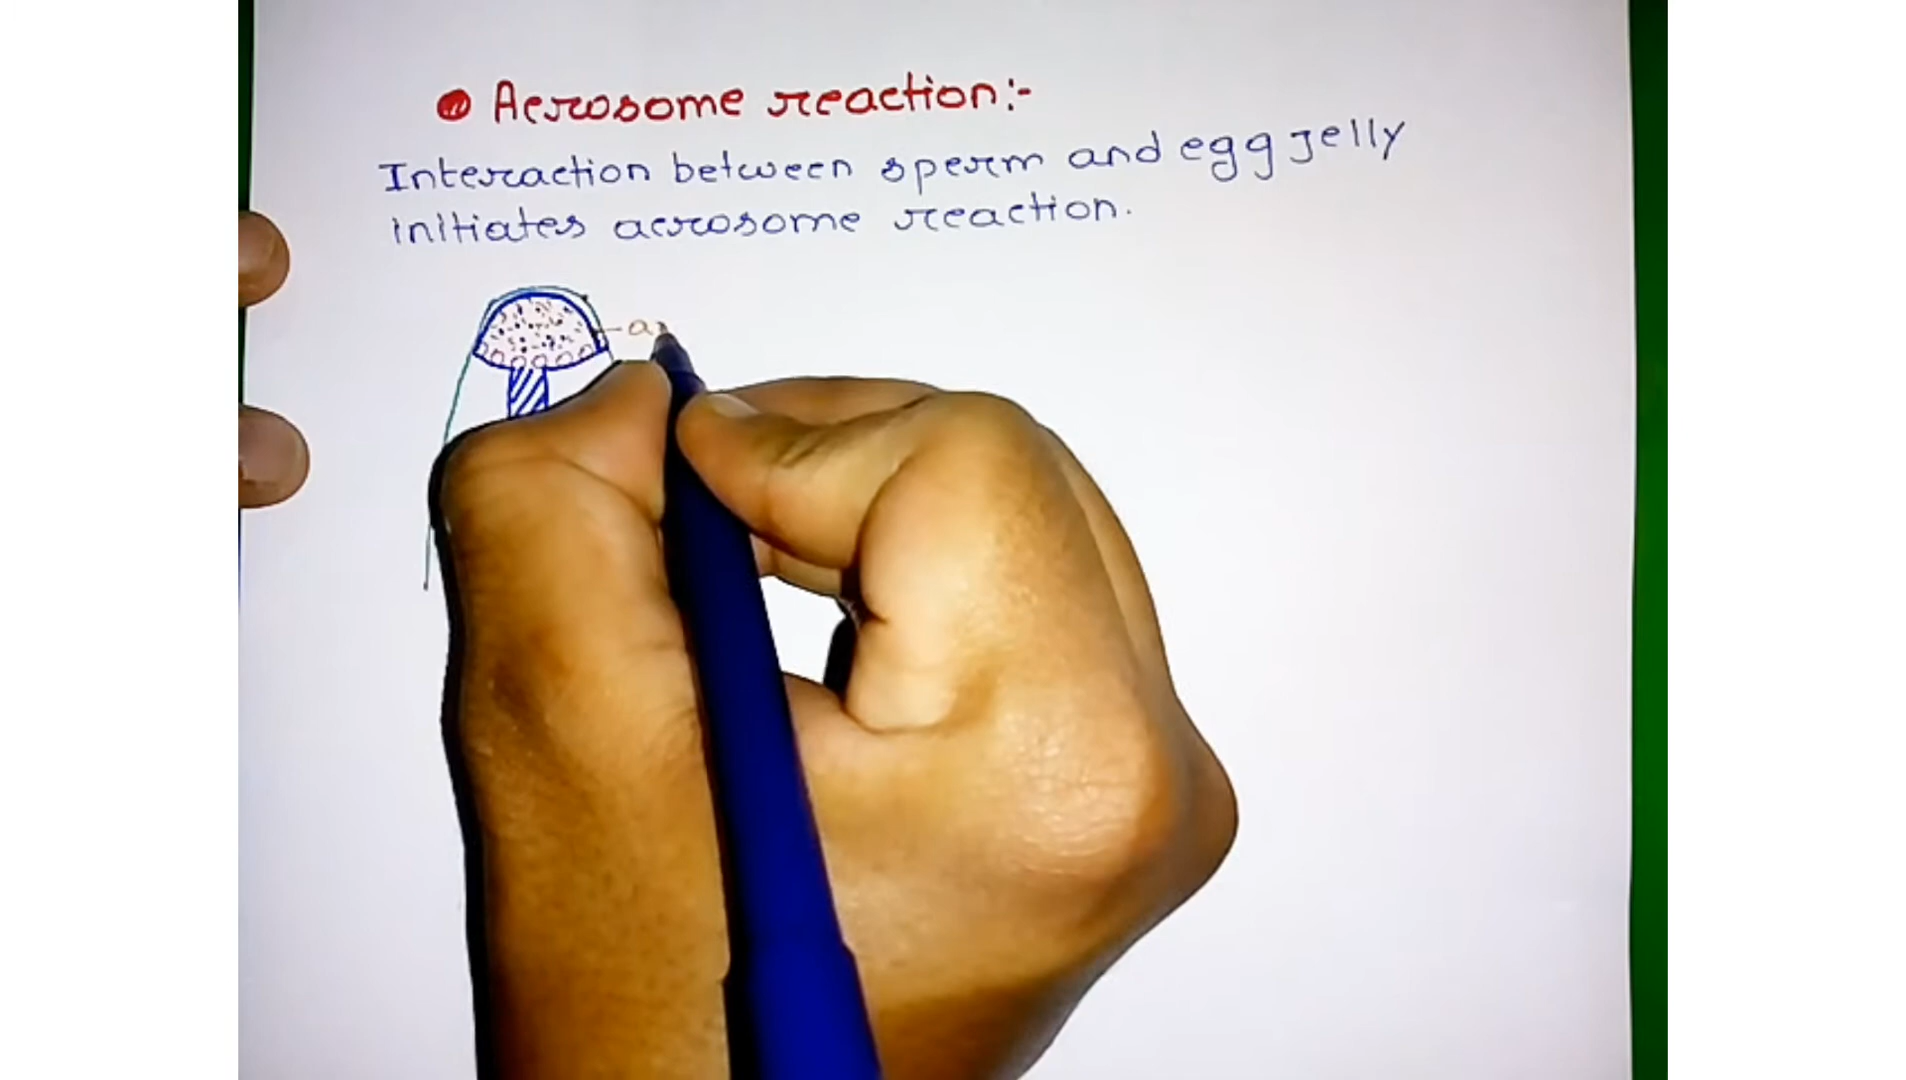 Acrosome reaction:-
Interaction between sperm and egg jelly
initiates acrosome reaction.
a